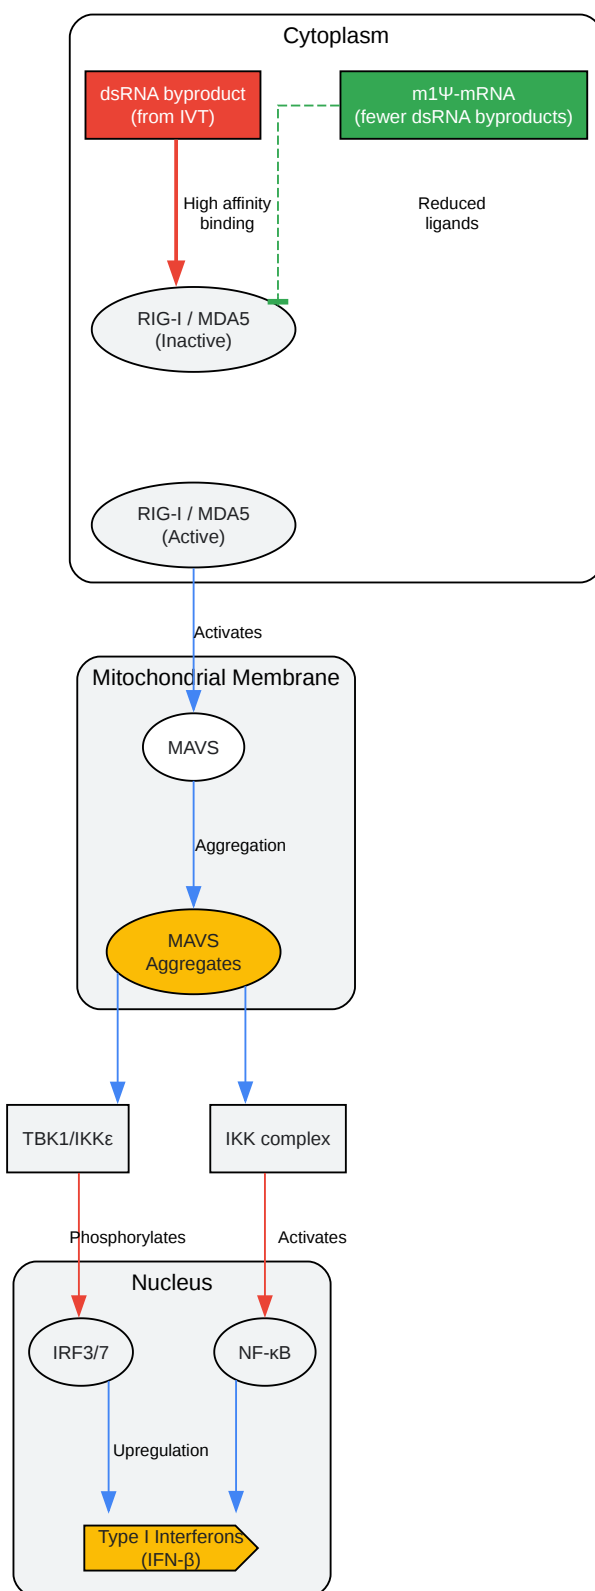 Cytoplasm
dsRNA byproduct
(from IVT)
m1Ψ-mRNA
(fewer dsRNA byproducts)
High affinity
binding
Reduced
ligands
RIG-I / MDA5
(Inactive)
RIG-I / MDA5
(Active)
Activates
Mitochondrial Membrane
MAVS
Aggregation
MAVS
Aggregates
TBK1/IKKε
IKK complex
Phosphorylates
Activates
Nucleus
IRF3/7
NF-κB
Upregulation
Type I Interferons
(IFN-β)